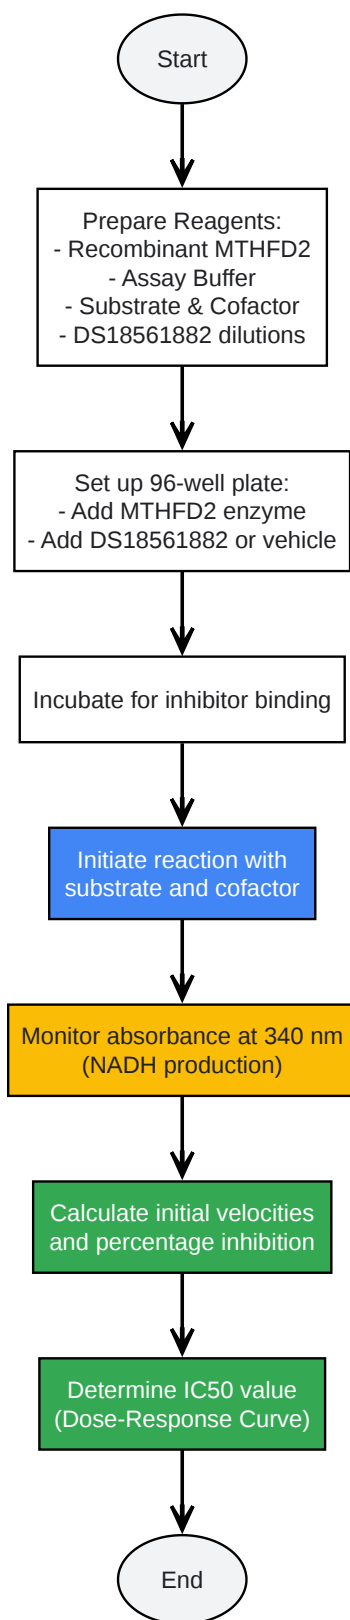 Start
Prepare Reagents:
- Recombinant MTHFD2
- Assay Buffer
- Substrate & Cofactor
- DS18561882 dilutions
Set up 96-well plate:
- Add MTHFD2 enzyme
- Add DS18561882 or vehicle
Incubate for inhibitor binding
Initiate reaction with
substrate and cofactor
Monitor absorbance at 340 nm
(NADH production)
Calculate initial velocities
and percentage inhibition
Determine IC50 value
(Dose-Response Curve)
End